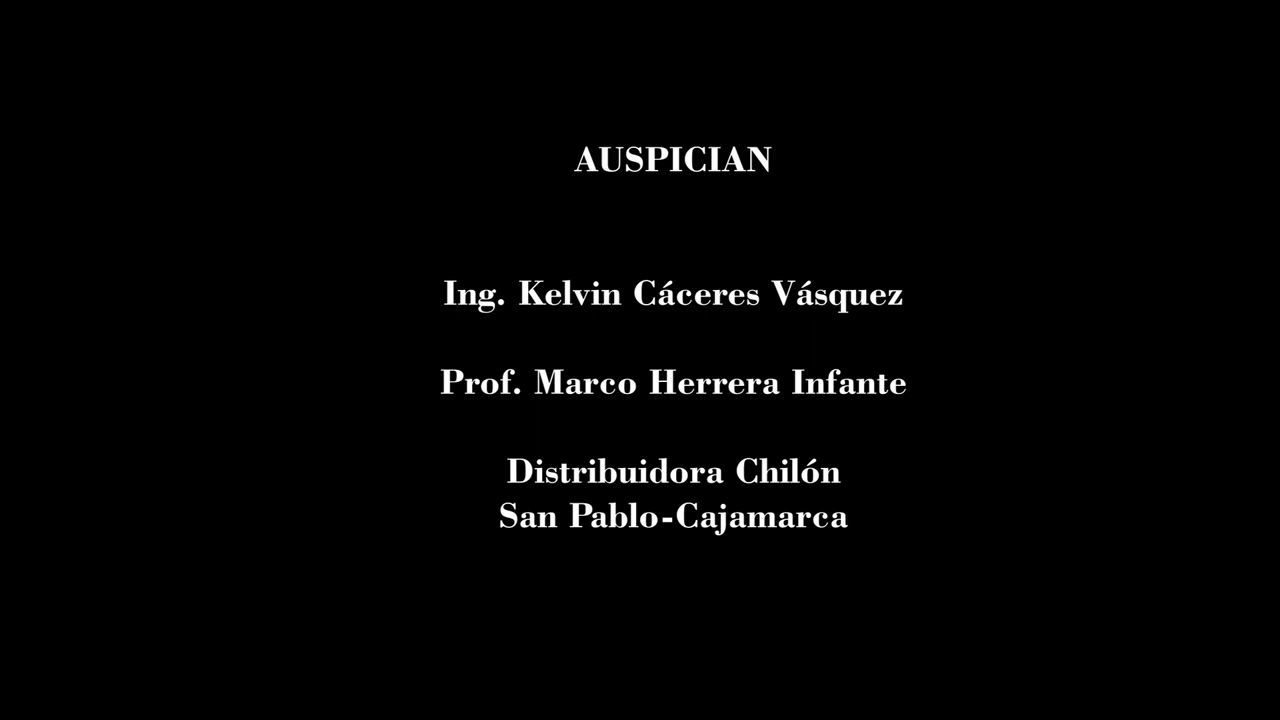 AUSPICIAN
Ing. Kelvin Cáceres Vásquez
Prof. Marco Herrera Infante
Distribuidora Chilón
San Pablo-Cajamarca